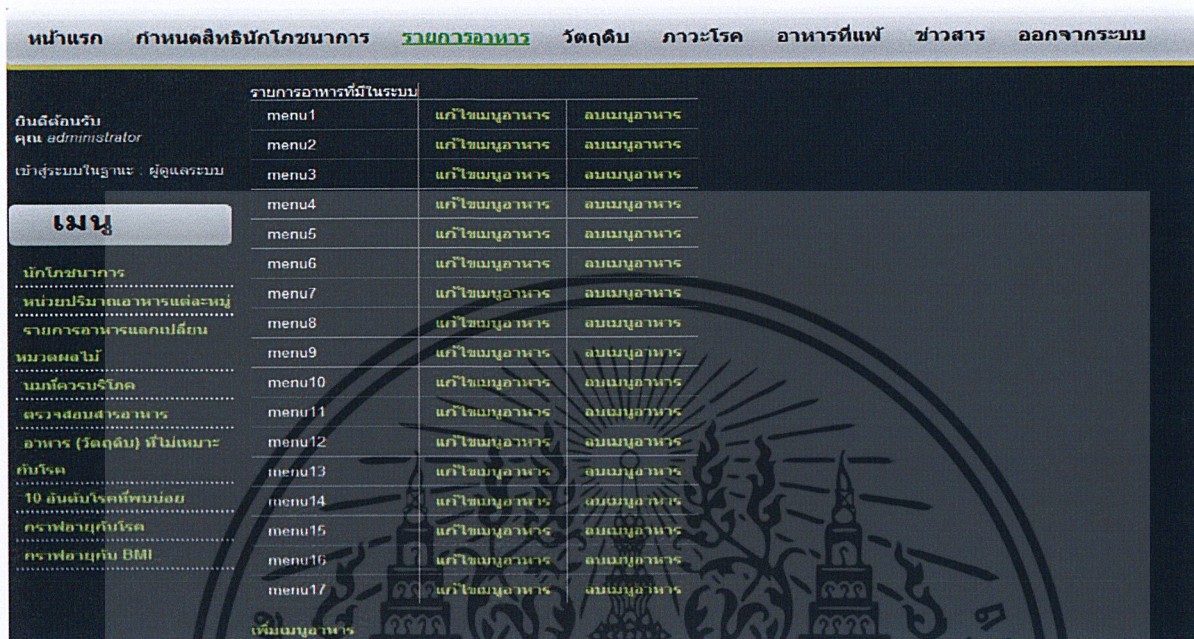 หน้าแรก กำหนดสิทธินักโภชนาการ รายการอาหาร วัตถุดิบ ภาวะโรค อาหารที่แพ้ ข่าวสาร ออกจากระบบ
ยินดีต้อนรับ
คุณ administrator
เข้าสู่ระบบในฐานะ : ผู้ดูแลระบบ
เมนู
นักโภชนาการ
หน่วยปริมาณอาหารแต่ละหมู่
รายการอาหารแลกเปลี่ยน
หมวดผลไม้
นมที่ควรบริโภค
ตรวจสอบสารอาหาร
อาหาร (วัตถุดิบ) ที่ไม่เหมาะ
กับโรค
10 อันดับโรคที่พบบ่อย
กราฟอายุกับโรค
กราฟอายุกับ BMI
รายการอาหารที่มีในระบบ
menu1 แก้ไขเมนูอาหาร ลบเมนูอาหาร
menu2 แก้ไขเมนูอาหาร ลบเมนูอาหาร
menu3 แก้ไขเมนูอาหาร ลบเมนูอาหาร
menu4 แก้ไขเมนูอาหาร ลบเมนูอาหาร
menu5 แก้ไขเมนูอาหาร ลบเมนูอาหาร
menu6 แก้ไขเมนูอาหาร ลบเมนูอาหาร
menu7 แก้ไขเมนูอาหาร ลบเมนูอาหาร
menu8 แก้ไขเมนูอาหาร ลบเมนูอาหาร
menu9 แก้ไขเมนูอาหาร ลบเมนูอาหาร
menu10 แก้ไขเมนูอาหาร ลบเมนูอาหาร
menu11 แก้ไขเมนูอาหาร ลบเมนูอาหาร
menu12 แก้ไขเมนูอาหาร ลบเมนูอาหาร
menu13 แก้ไขเมนูอาหาร ลบเมนูอาหาร
menu14 แก้ไขเมนูอาหาร ลบเมนูอาหาร
menu15 แก้ไขเมนูอาหาร ลบเมนูอาหาร
menu16 แก้ไขเมนูอาหาร ลบเมนูอาหาร
menu17 แก้ไขเมนูอาหาร ลบเมนูอาหาร
เพิ่มเมนูอาหาร